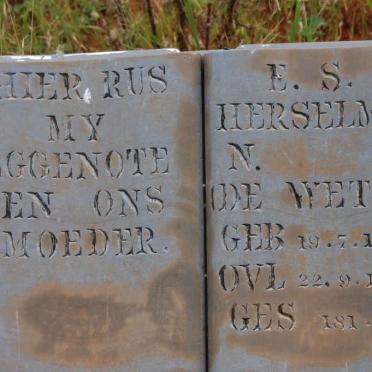 HIER RUS
MY
GGENOTE
EN ONS
MOEDER.
E. S.
HERSELM
N.
(DE WET
GEB 19.7.1
OVL 22.9.1
GES 181